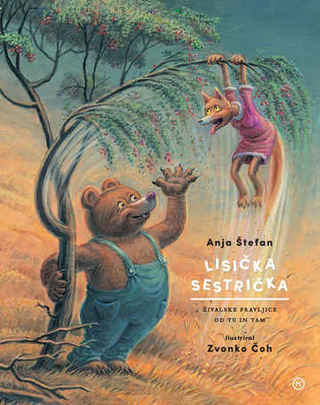 Anja Štefan
LISIČKA
SESTRIČKA
ŽIVALSKE PRAVLJICE
OD TU IN TAM
ilustriral
Zvonko Čoh